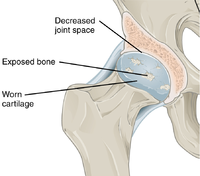 Decreased
joint space
Exposed bone
Worn
cartilage